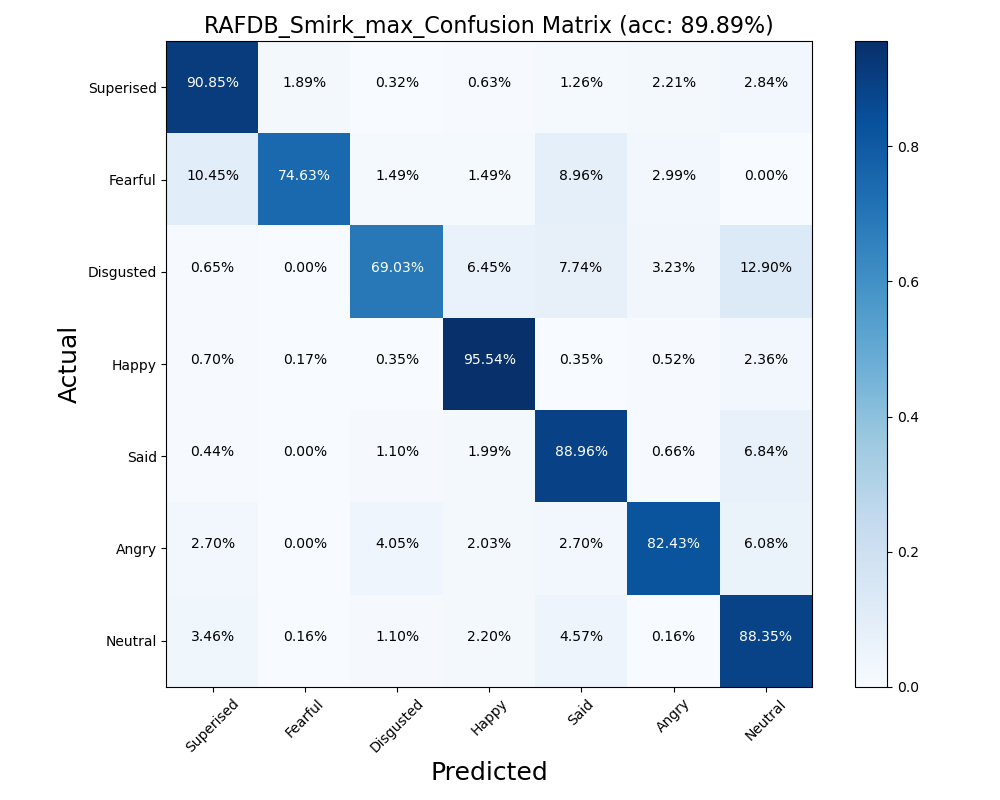 RAFDB_Smirk_max_Confusion Matrix (acc: 89.89%)
Superised 90.85% 1.89% 0.32% 0.63% 1.26% 2.21% 2.84%
Fearful 10.45% 74.63% 1.49% 1.49% 8.96% 2.99% 0.00%
Disgusted 0.65% 0.00% 69.03% 6.45% 7.74% 3.23% 12.90%
Happy 0.70% 0.17% 0.35% 95.54% 0.35% 0.52% 2.36%
Said 0.44% 0.00% 1.10% 1.99% 88.96% 0.66% 6.84%
Angry 2.70% 0.00% 4.05% 2.03% 2.70% 82.43% 6.08%
Neutral 3.46% 0.16% 1.10% 2.20% 4.57% 0.16% 88.35%
Superised Fearful Disgusted Happy Said Angry Neutral
Predicted
Actual
0.8
0.6
0.4
0.2
0.0